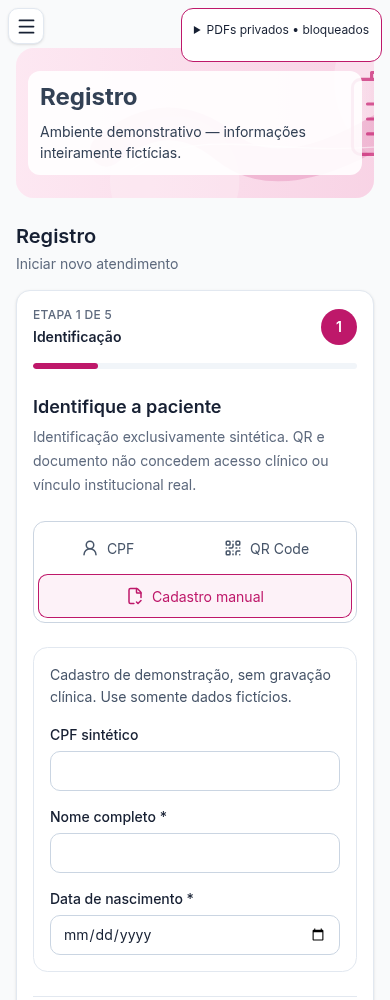 ▶ PDFs privados • bloqueados
Registro
Ambiente demonstrativo — informações
inteiramente fictícias.
Registro
Iniciar novo atendimento
ETAPA 1 DE 5
Identificação
1
Identifique a paciente
Identificação exclusivamente sintética. QR e
documento não concedem acesso clínico ou
vínculo institucional real.
CPF
QR Code
Cadastro manual
Cadastro de demonstração, sem gravação
clínica. Use somente dados fictícios.
CPF sintético
Nome completo *
Data de nascimento *
mm/dd/yyyy